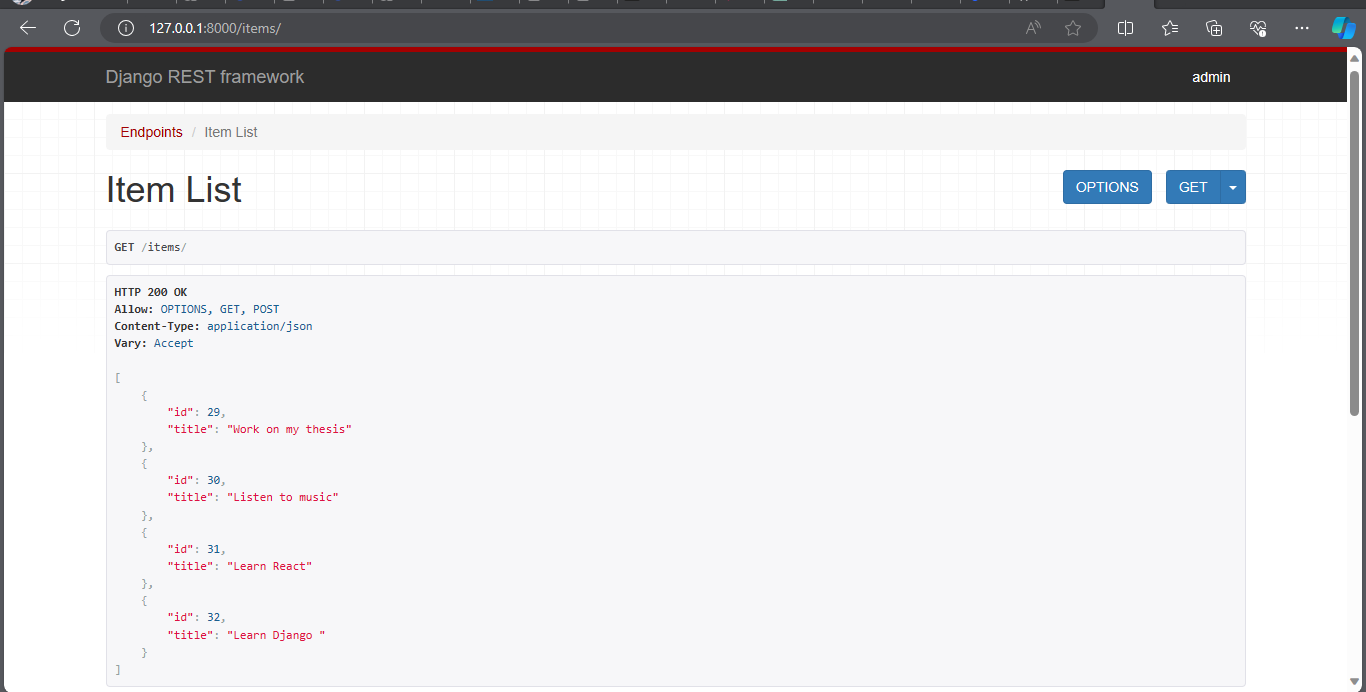 127.0.0.1:8000/items/
Django REST framework
admin
Endpoints / Item List
Item List
OPTIONS
GET
GET /items/
HTTP 200 OK
Allow: OPTIONS, GET, POST
Content-Type: application/json
Vary: Accept
[
{
"id": 29,
"title": "Work on my thesis"
},
{
"id": 30,
"title": "Listen to music"
},
{
"id": 31,
"title": "Learn React"
},
{
"id": 32,
"title": "Learn Django "
}
]